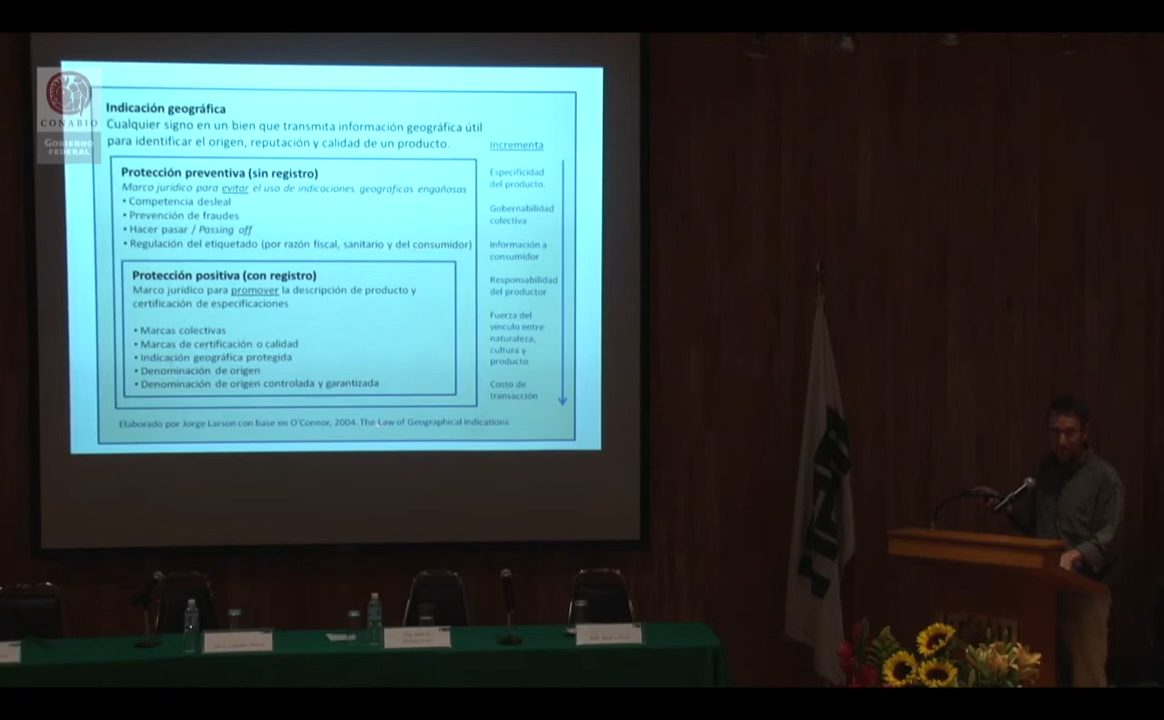 CONABIO
GOBIERNO
FEDERAL
Indicación geográfica
Cualquier signo en un bien que transmita información geográfica útil
para identificar el origen, reputación y calidad de un producto.
Protección preventiva (sin registro)
Marco jurídico para evitar el uso de indicaciones geográficas engañosas
• Competencia desleal
• Prevención de fraudes
• Hacer pasar / Passing off
• Regulación del etiquetado (por razón fiscal, sanitario y del consumidor)
Protección positiva (con registro)
Marco jurídico para promover la descripción de producto y
certificación de especificaciones
• Marcas colectivas
• Marcas de certificación o calidad
• Indicación geográfica protegida
• Denominación de origen
• Denominación de origen controlada y garantizada
Incrementa
Especificidad
del producto.
Gobernabilidad
colectiva
Información a
consumidor
Responsabilidad
del productor
Fuerza del
vínculo entre
naturaleza,
cultura y
producto
Costo de
transacción
Elaborado por Jorge Larson con base en O'Connor, 2004. The Law of Geographical Indications